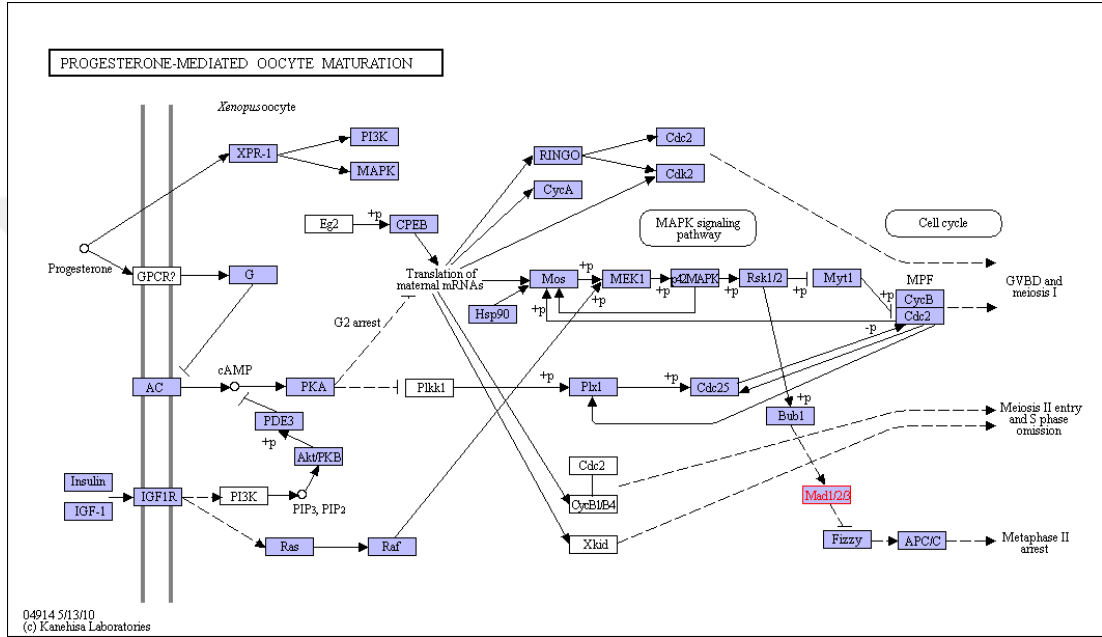 PROGESTERONE-MEDIATED OOCYTE MATURATION
Xenopus oocyte
XPR-1
PI3K
MAPK
RINGO
Cdc2
Cdk2
CycA
Eg2
+p
CPEB
MAPK signaling
pathway
Cell cycle
Progesterone
GPCR?
G
Translation of
maternal mRNAs
Mos
+p
MEK1
+p
p42MAPK
+p
Rsk1/2
+p
Myt1
+p
MPF
CycB
Cdc2
GVBD and
meiosis I
Hsp90
+p
+p
-p
G2 arrest
cAMP
AC
PKA
Plkk1
+p
Plx1
+p
Cdc25
+p
Bub1
Meiosis II entry
and S phase
omission
PDE3
+p
Akt/PKB
Cdc2
CycB1/B4
Insulin
IGF-1
IGF1R
PI3K
PIP3, PIP2
Mad1/2/3
Ras
Raf
Xkid
Fizzy
APC/C
Metaphase II
arrest
04914 5/13/10
(c) Kanehisa Laboratories